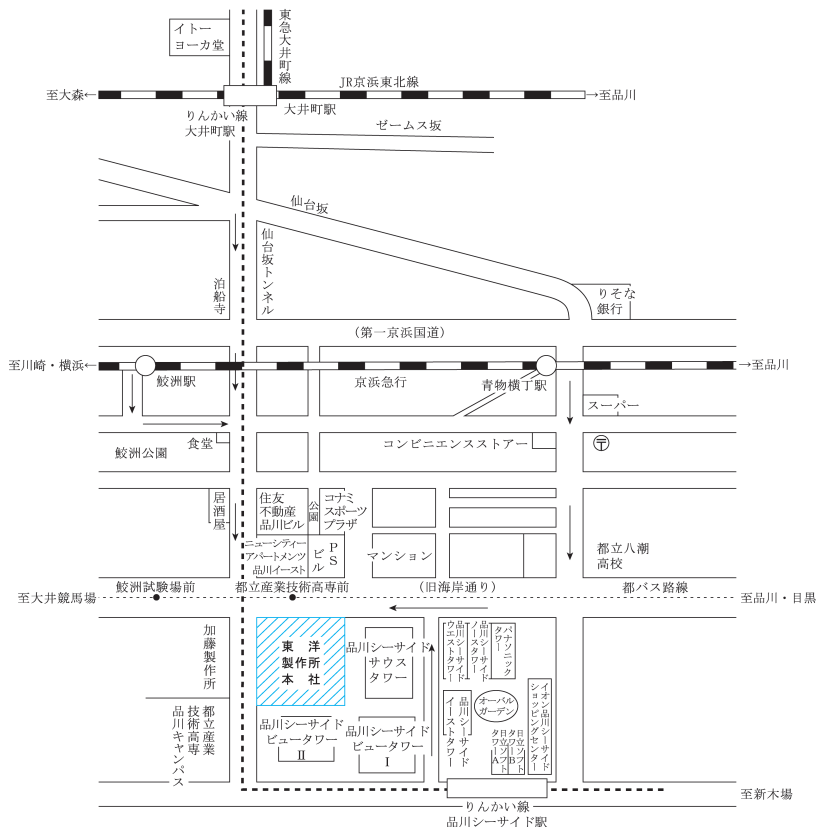 イトー
ヨーカ堂
東急大井町線
JR京浜東北線
至大森←
→至品川
りんかい線
大井町駅
大井町駅
ゼームス坂
仙台坂
仙台坂トンネル
泊船寺
りそな
銀行
(第一京浜国道)
至川崎・横浜←
→至品川
鮫洲駅
京浜急行
青物横丁駅
スーパー
食堂
コンビニエンスストアー
〒
鮫洲公園
居酒屋
住友
不動産
品川ビル
公園
コナミ
スポーツ
プラザ
ニューシティー
アパートメンツ
品川イースト
PS
ビル
マンション
都立八潮
高校
鮫洲試験場前
都立産業技術高専前
(旧海岸通り)
都バス路線
至大井競馬場
至品川・目黒
加藤製作所
東洋
製作所
本社
品川シーサイド
サウス
タワー
品川シーサイド
ウエストタワー
品川シーサイド
ノースタワー
パナソニック
タワー
都立産業
技術高専
品川キャンパス
品川シーサイド
ビュータワー
Ⅱ
品川シーサイド
ビュータワー
Ⅰ
品川シーサイド
イーストタワー
オーバル
ガーデン
日立ソフト
タワーA
日立ソフト
タワーB
イオン品川シーサイド
ショッピングセンター
至新木場
りんかい線
品川シーサイド駅